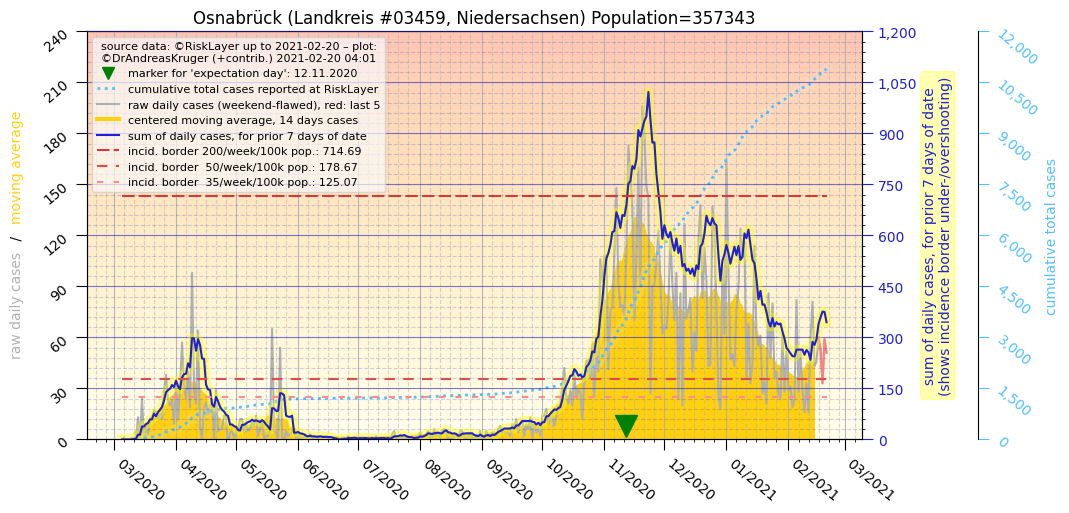 Osnabrück (Landkreis #03459, Niedersachsen) Population=357343
source data: ©RiskLayer up to 2021-02-20 – plot:
©DrAndreasKruger (+contrib.) 2021-02-20 04:01
marker for 'expectation day': 12.11.2020
cumulative total cases reported at RiskLayer
raw daily cases (weekend-flawed), red: last 5
centered moving average, 14 days cases
sum of daily cases, for prior 7 days of date
incid. border 200/week/100k pop.: 714.69
incid. border  50/week/100k pop.: 178.67
incid. border  35/week/100k pop.: 125.07
raw daily cases / moving average
240
210
180
150
120
90
60
30
0
03/2020
04/2020
05/2020
06/2020
07/2020
08/2020
09/2020
10/2020
11/2020
12/2020
01/2021
02/2021
03/2021
1,200
1,050
900
750
600
450
300
150
0
sum of daily cases, for prior 7 days of date
(shows incidence border under-/overshooting)
12,000
10,500
9,000
7,500
6,000
4,500
3,000
1,500
0
cumulative total cases